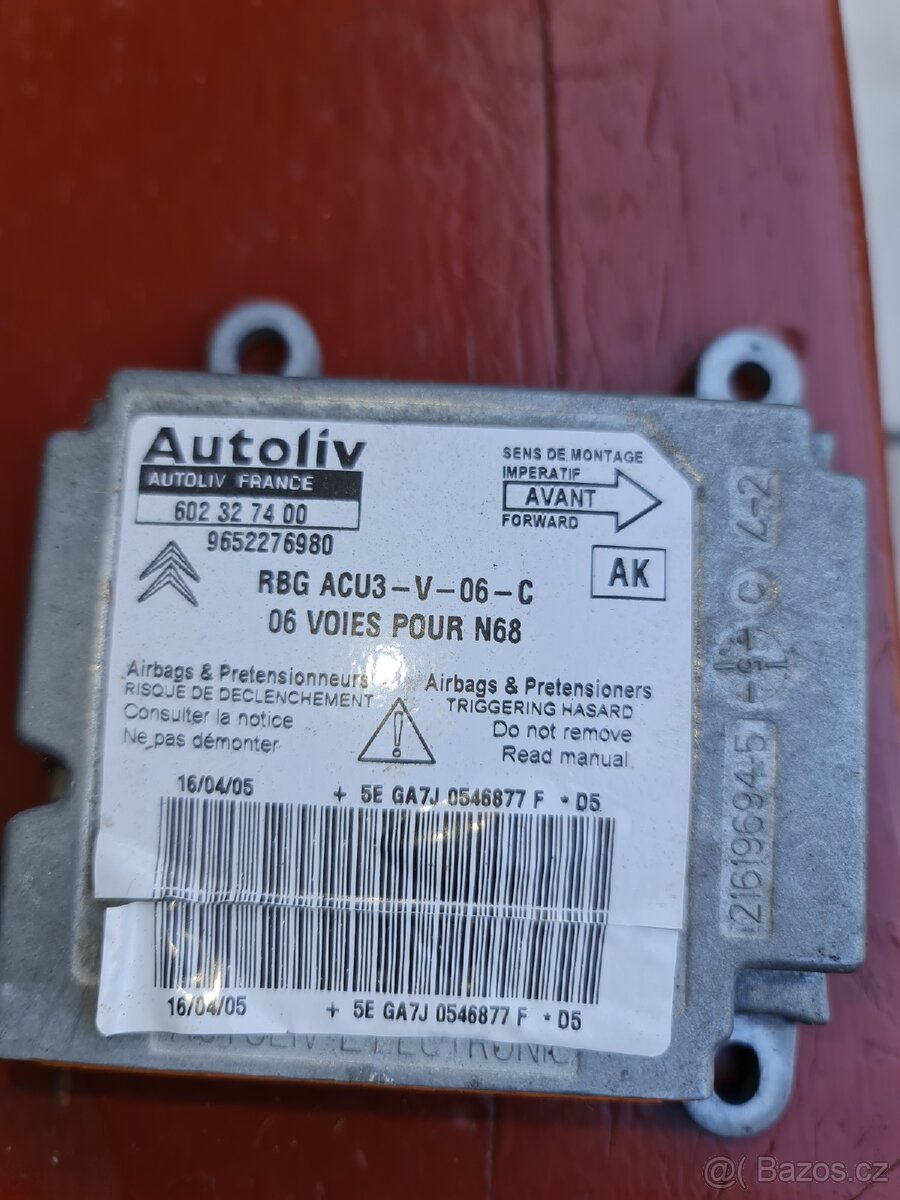 Autoliv
AUTOLIV FRANCE
602 32 74 00
9652276980
SENS DE MONTAGE
IMPERATIF
AVANT
FORWARD
AK
RBG ACU3-V-06-C
06 VOIES POUR N68
Airbags & Pretensionneurs
RISQUE DE DECLENCHEMENT
Consulter la notice
Ne pas démonter
Airbags & Pretensioners
TRIGGERING HASARD
Do not remove
Read manual
16/04/05 + 5E GA7J 0546877 F * D5
16/04/05 + 5E GA7J 0546877 F * D5
AUTOLIV ELECTRONIC
21619694-5
4-2
@( Bazos.cz